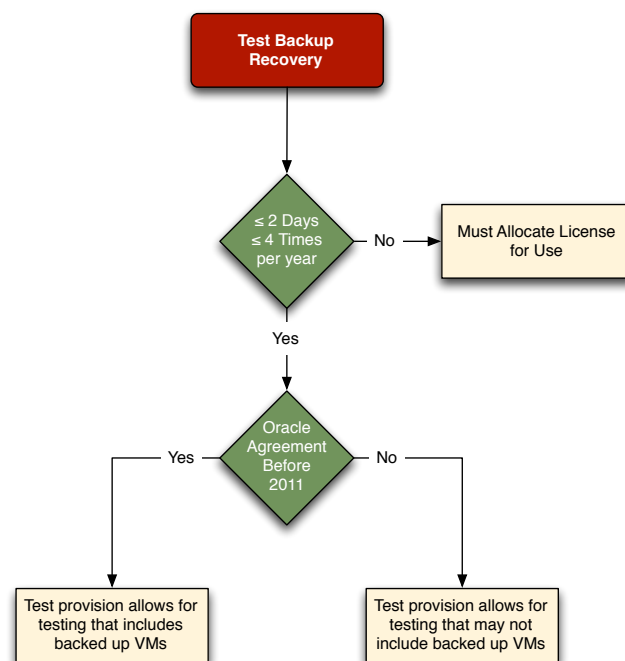 Test Backup
Recovery
≤ 2 Days
≤ 4 Times
per year
No
Must Allocate License
for Use
Yes
Oracle
Agreement
Before
2011
Yes
No
Test provision allows for
testing that includes
backed up VMs
Test provision allows for
testing that may not
include backed up VMs